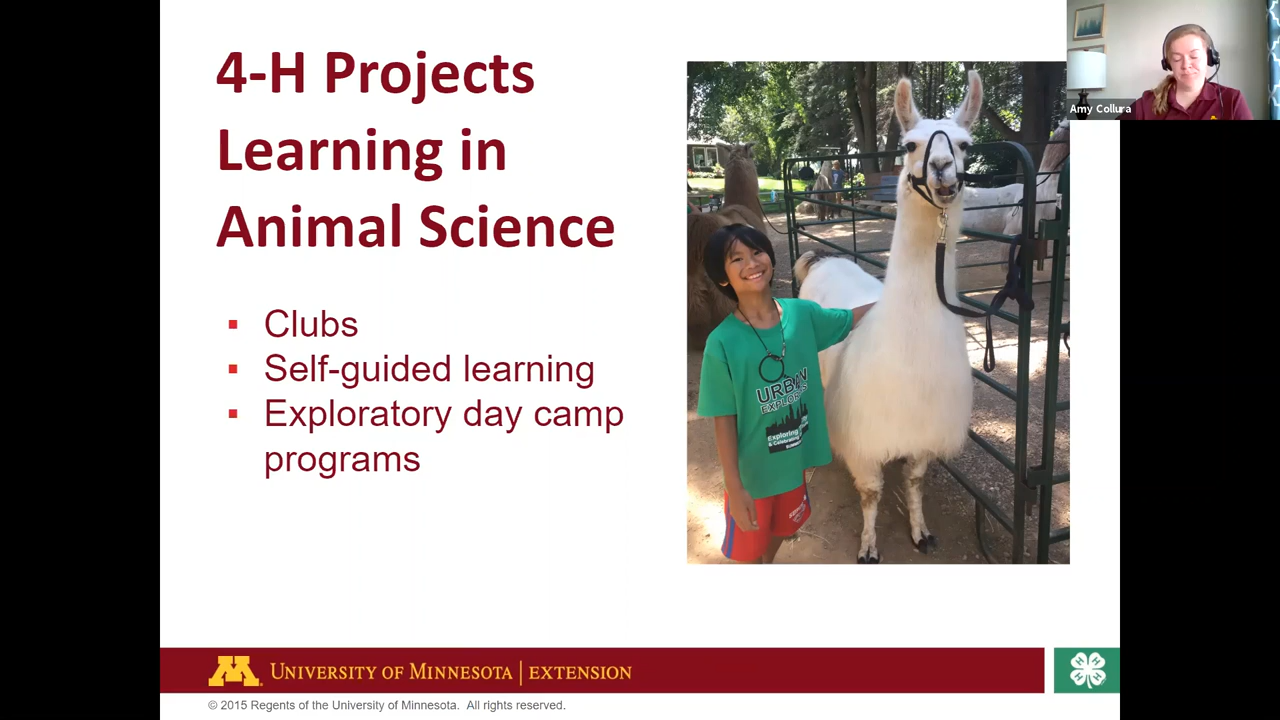 4-H Projects
Learning in
Animal Science
▪ Clubs
▪ Self-guided learning
▪ Exploratory day camp
programs
Amy Collura
URBAN
Exploring
M UNIVERSITY OF MINNESOTA | EXTENSION
H H H H
© 2015 Regents of the University of Minnesota. All rights reserved.